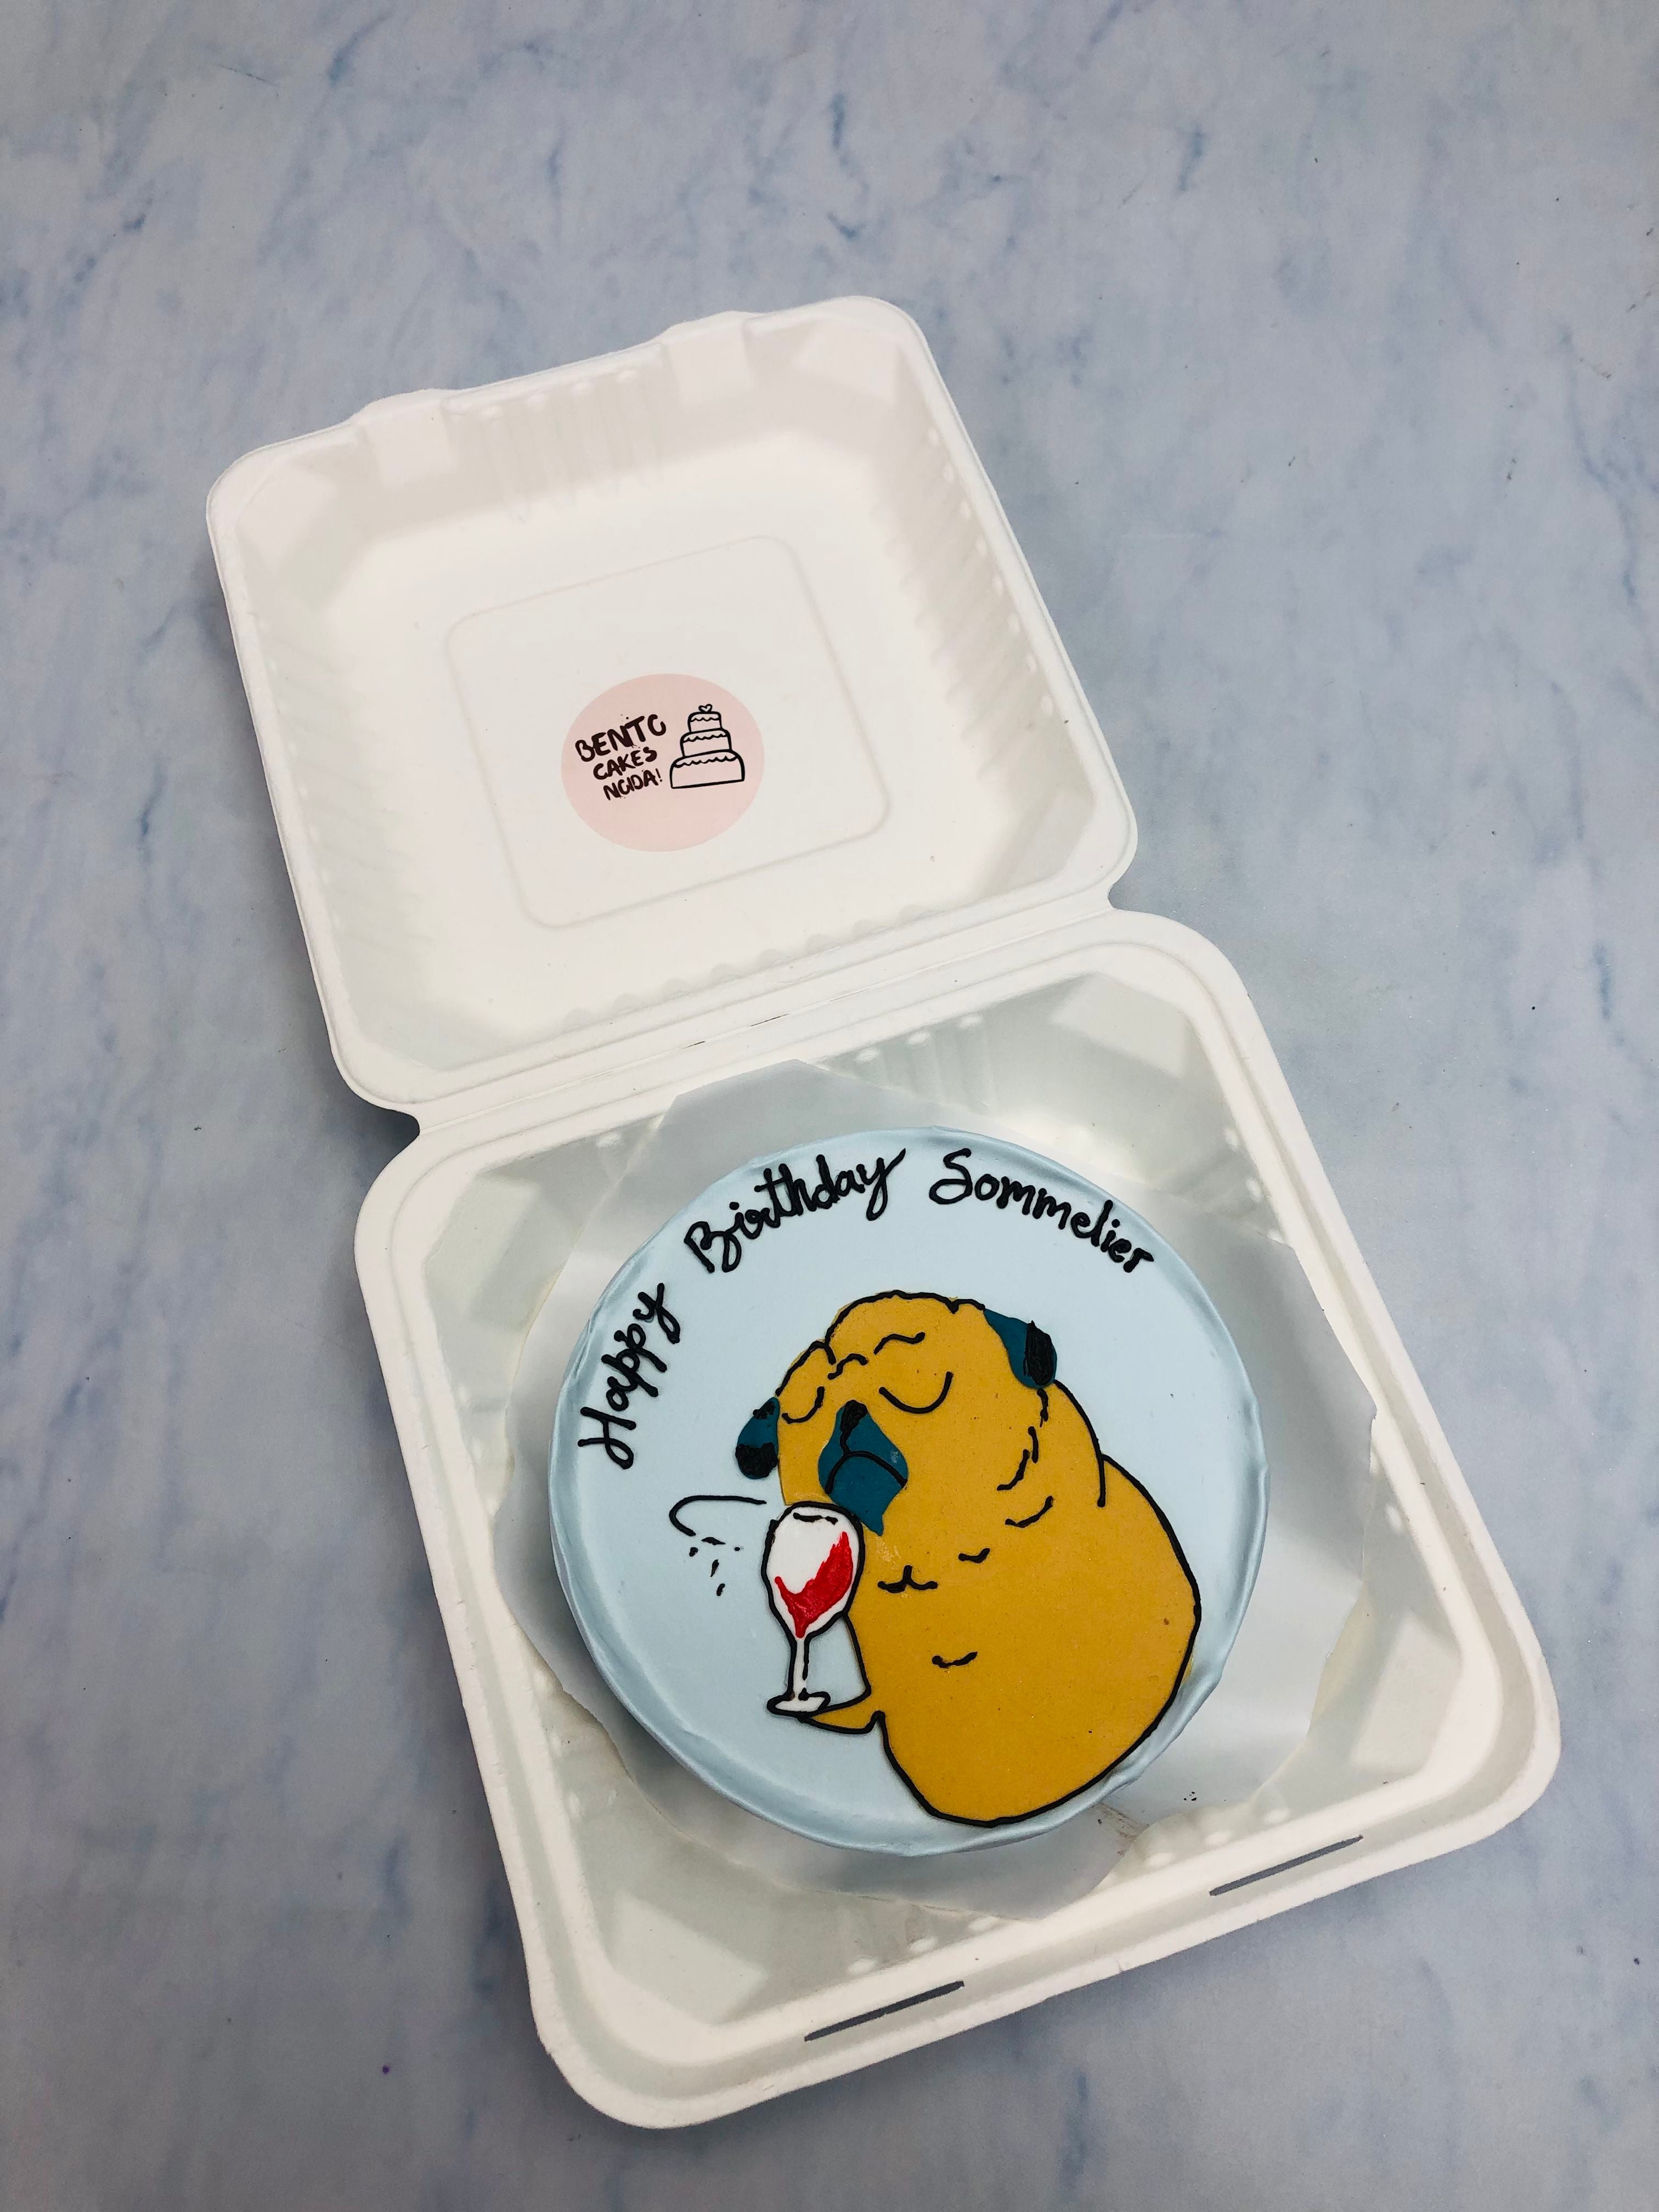 BENTO
CAKES
NOIDA!
Happy Birthday Sommelier